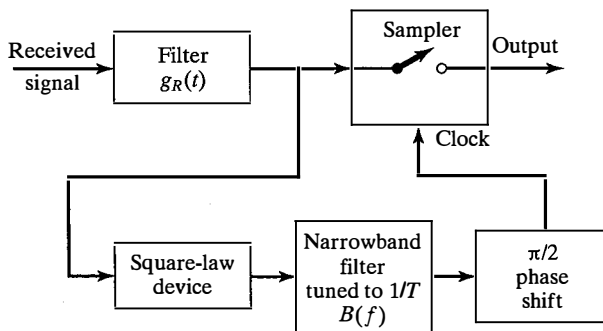 Received
signal
Filter
g_R(t)
Sampler
Output
Clock
Square-law
device
Narrowband
filter
tuned to 1/T
B(f)
π/2
phase
shift